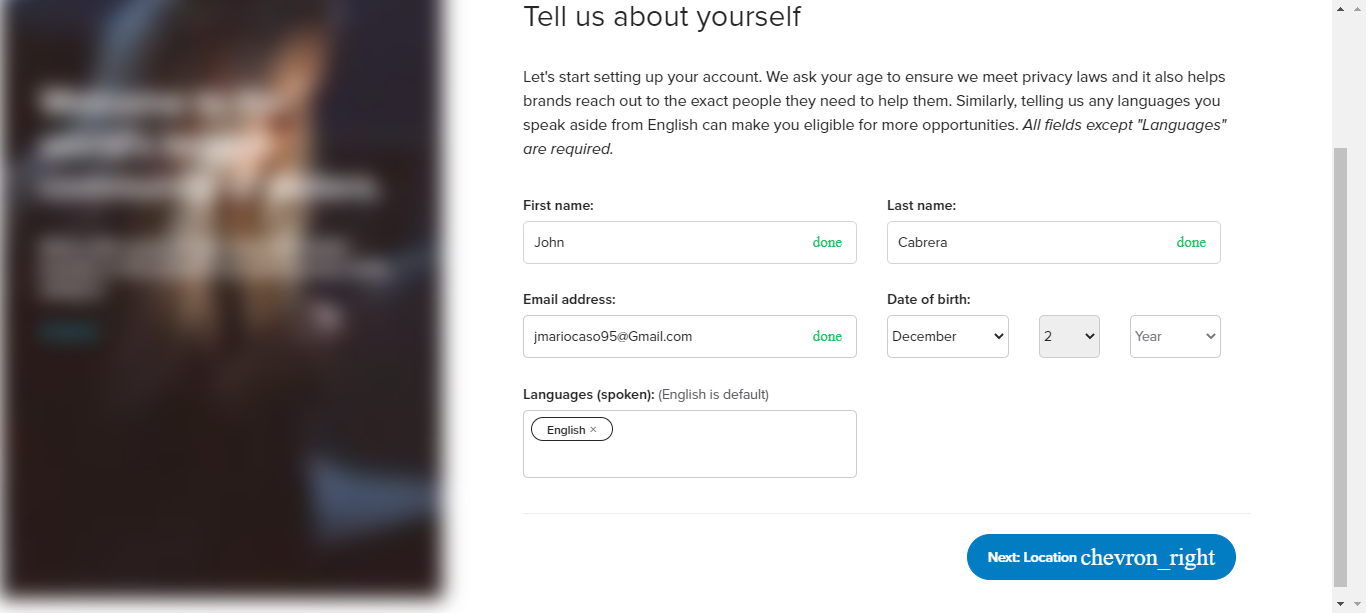 Tell us about yourself
Let's start setting up your account. We ask your age to ensure we meet privacy laws and it also helps
brands reach out to the exact people they need to help them. Similarly, telling us any languages you
speak aside from English can make you eligible for more opportunities. All fields except "Languages"
are required.
First name:
Last name:
John done
Cabrera done
Email address:
Date of birth:
jmariocaso95@Gmail.com done
December 2 Year
Languages (spoken): (English is default)
English ×
Next: Location chevron_right